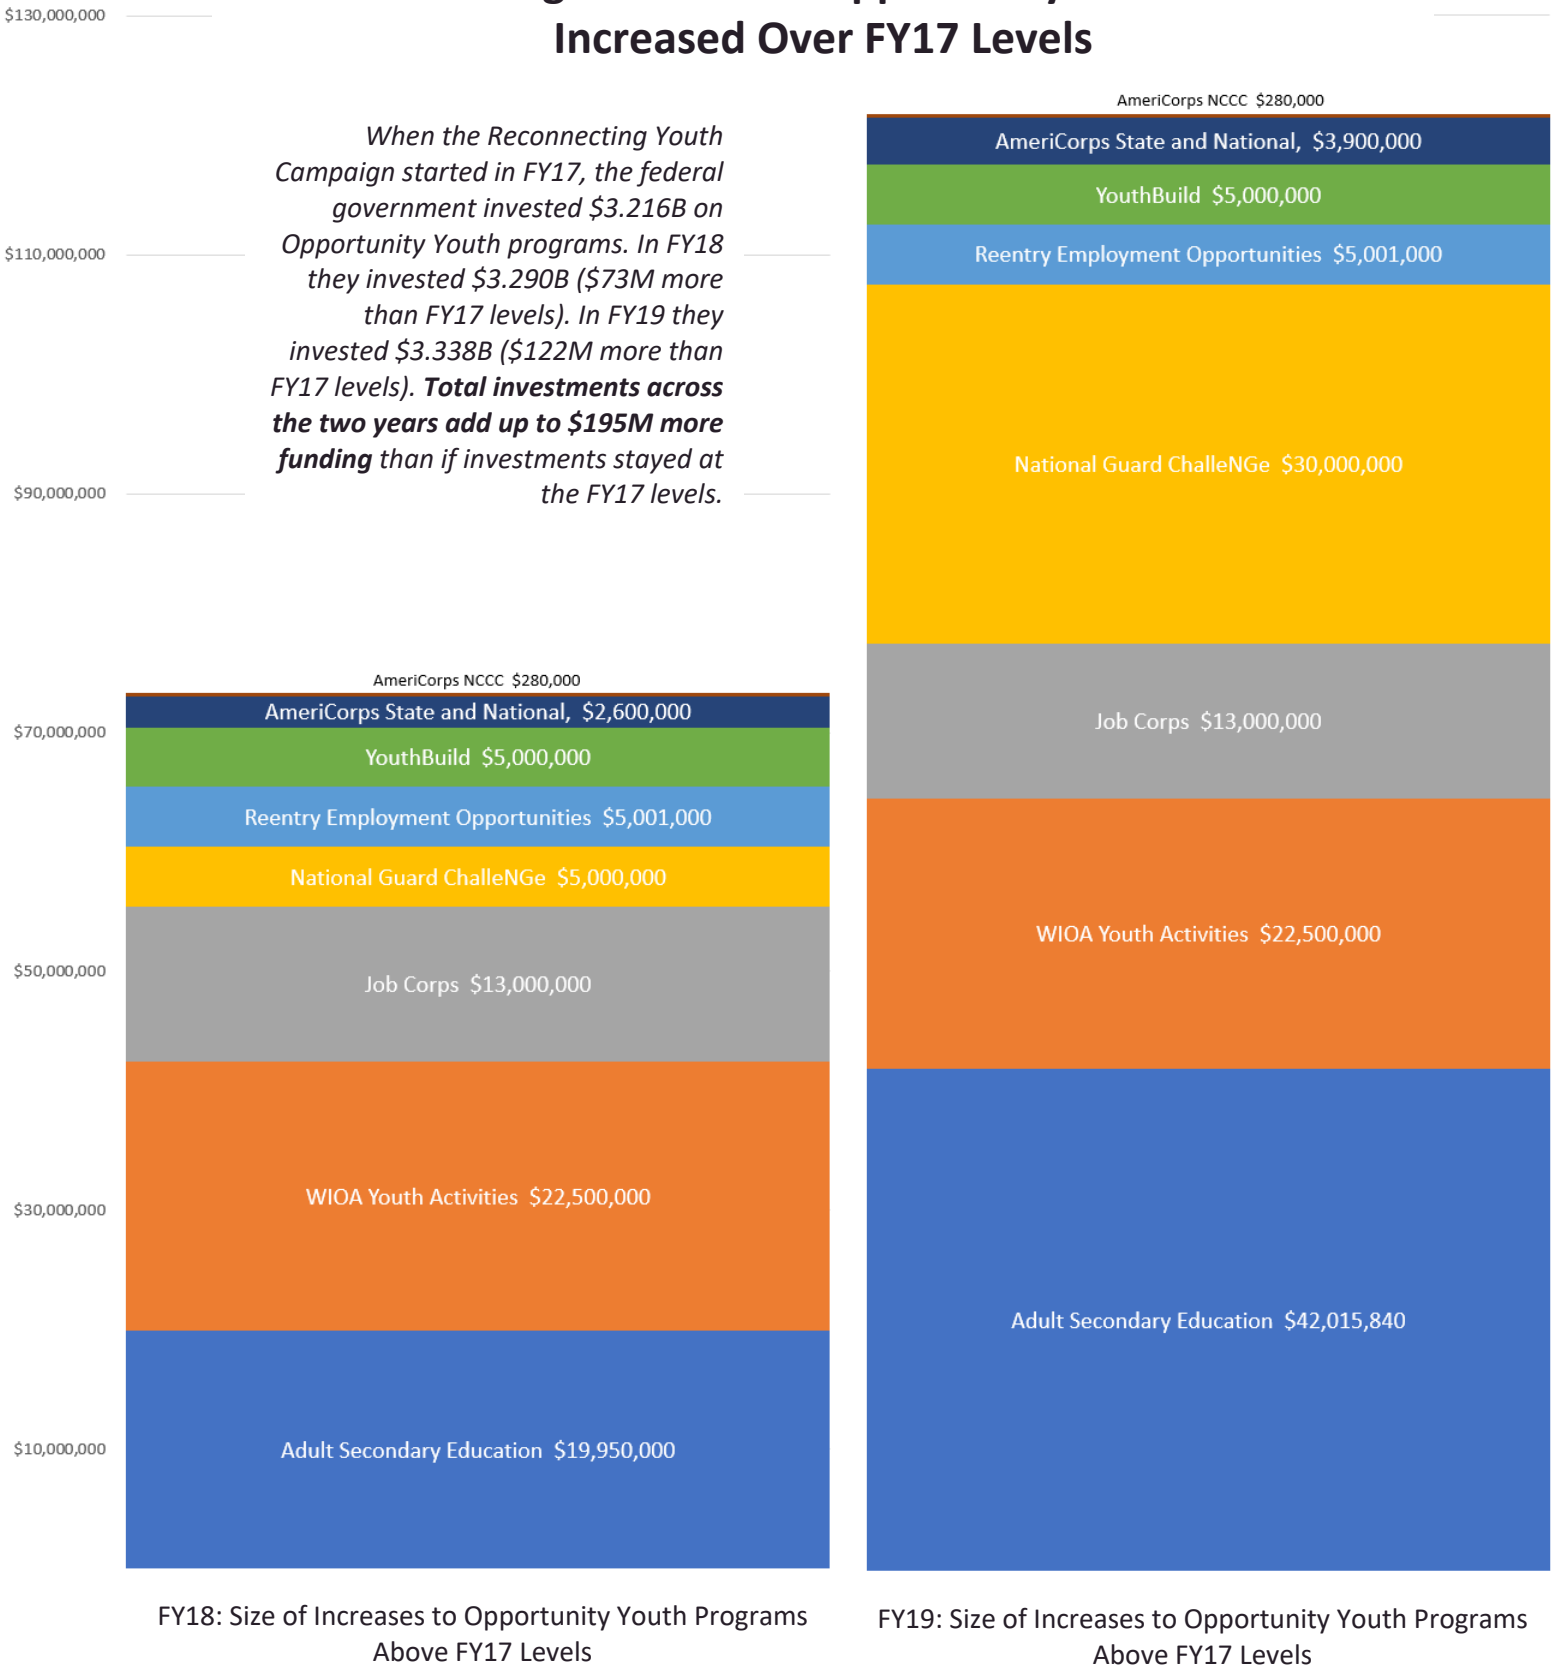 Increased Over FY17 Levels
$130,000,000
$110,000,000
$90,000,000
$70,000,000
$50,000,000
$30,000,000
$10,000,000
When the Reconnecting Youth
Campaign started in FY17, the federal
government invested $3.216B on
Opportunity Youth programs. In FY18
they invested $3.290B ($73M more
than FY17 levels). In FY19 they
invested $3.338B ($122M more than
FY17 levels). Total investments across
the two years add up to $195M more
funding than if investments stayed at
the FY17 levels.
AmeriCorps NCCC $280,000
AmeriCorps State and National, $2,600,000
YouthBuild $5,000,000
Reentry Employment Opportunities $5,001,000
National Guard ChalleNGe $5,000,000
Job Corps $13,000,000
WIOA Youth Activities $22,500,000
Adult Secondary Education $19,950,000
FY18: Size of Increases to Opportunity Youth Programs
Above FY17 Levels
AmeriCorps NCCC $280,000
AmeriCorps State and National, $3,900,000
YouthBuild $5,000,000
Reentry Employment Opportunities $5,001,000
National Guard ChalleNGe $30,000,000
Job Corps $13,000,000
WIOA Youth Activities $22,500,000
Adult Secondary Education $42,015,840
FY19: Size of Increases to Opportunity Youth Programs
Above FY17 Levels